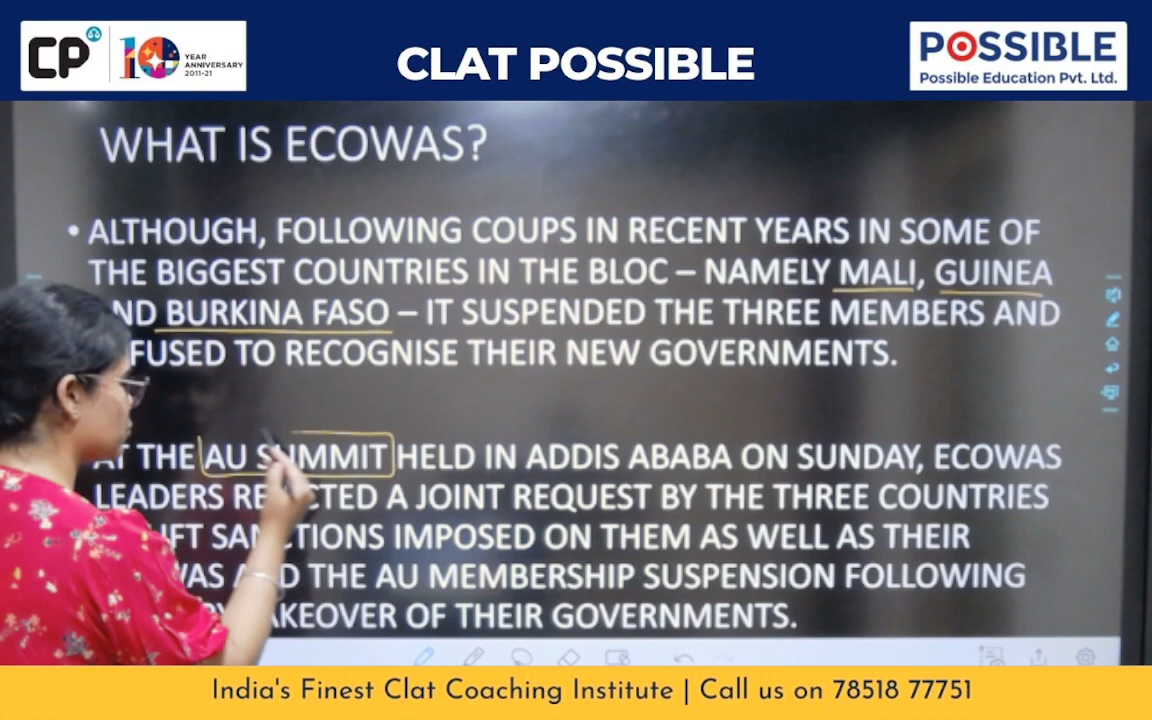 CP
10
YEAR
ANNIVERSARY
2011-21
CLAT POSSIBLE
POSSIBLE
Possible Education Pvt. Ltd.
WHAT IS ECOWAS?
• ALTHOUGH, FOLLOWING COUPS IN RECENT YEARS IN SOME OF
THE BIGGEST COUNTRIES IN THE BLOC – NAMELY MALI, GUINEA
BURKINA FASO – IT SUSPENDED THE THREE MEMBERS AND
TO RECOGNISE THEIR NEW GOVERNMENTS.
THE AU SUMMIT HELD IN ADDIS ABABA ON SUNDAY, ECOWAS
LEADERS A JOINT REQUEST BY THE THREE COUNTRIES
IMPOSED ON THEM AS WELL AS THEIR
THE AU MEMBERSHIP SUSPENSION FOLLOWING
OF THEIR GOVERNMENTS.
India's Finest Clat Coaching Institute | Call us on 78518 77751